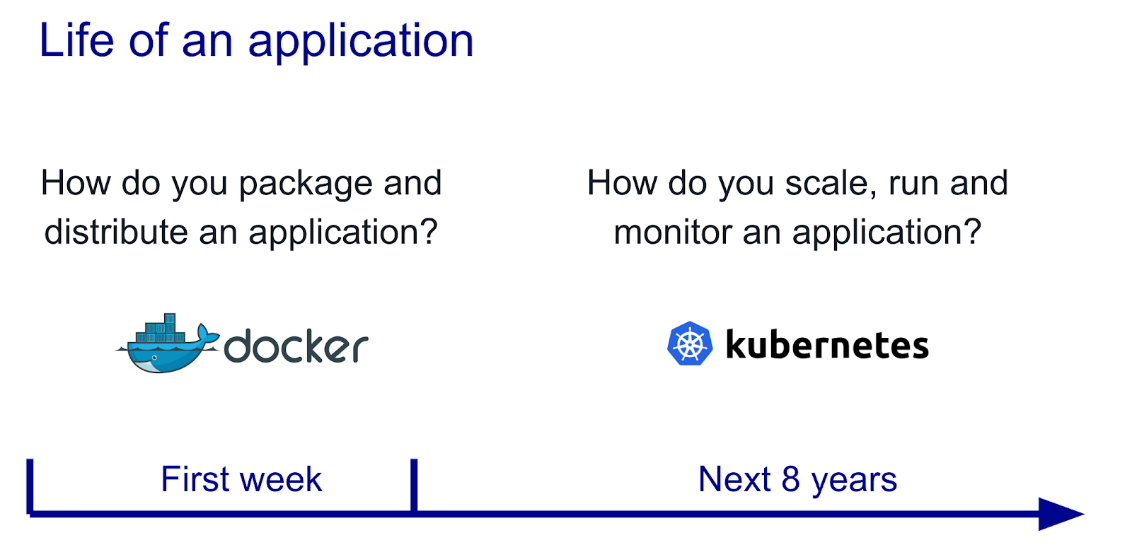 Life of an application
How do you package and
distribute an application?
How do you scale, run and
monitor an application?
docker
kubernetes
First week
Next 8 years